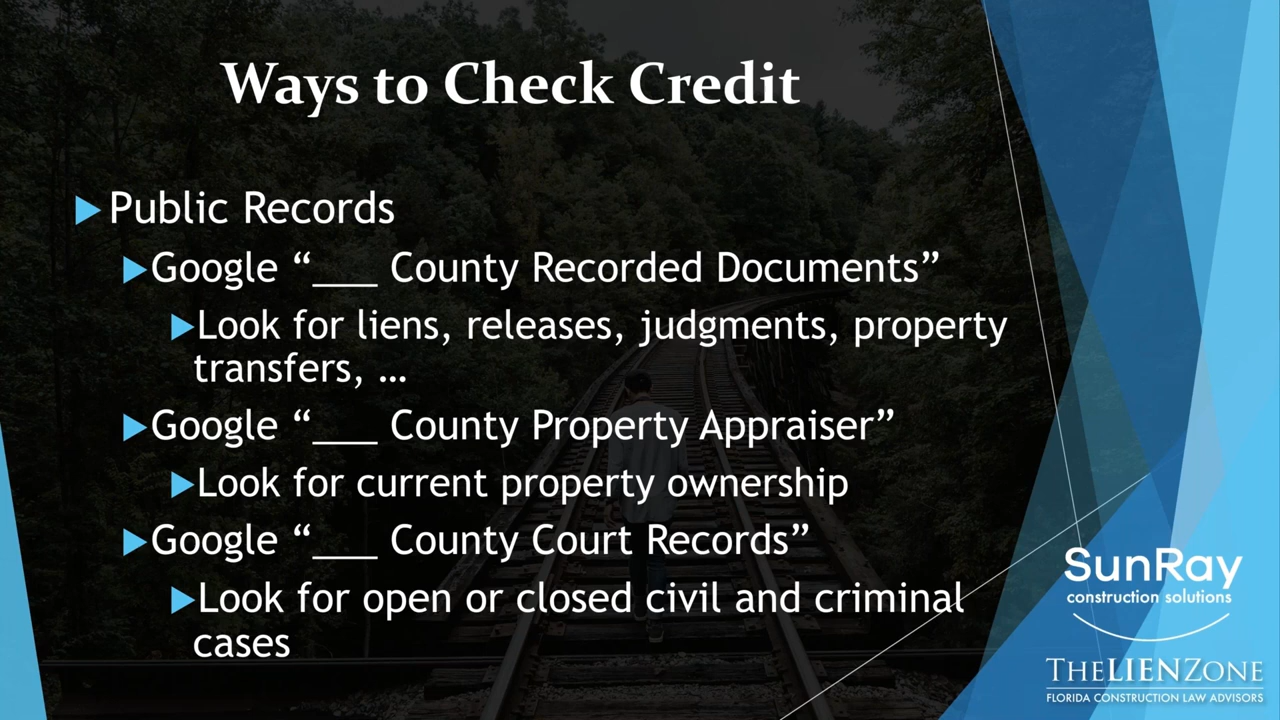 Ways to Check Credit
Public Records
Google “___ County Recorded Documents”
Look for liens, releases, judgments, property
transfers, …
Google “___ County Property Appraiser”
Look for current property ownership
Google “___ County Court Records”
Look for open or closed civil and criminal
cases
SunRay
construction solutions
THELIENZONE
FLORIDA CONSTRUCTION LAW ADVISORS